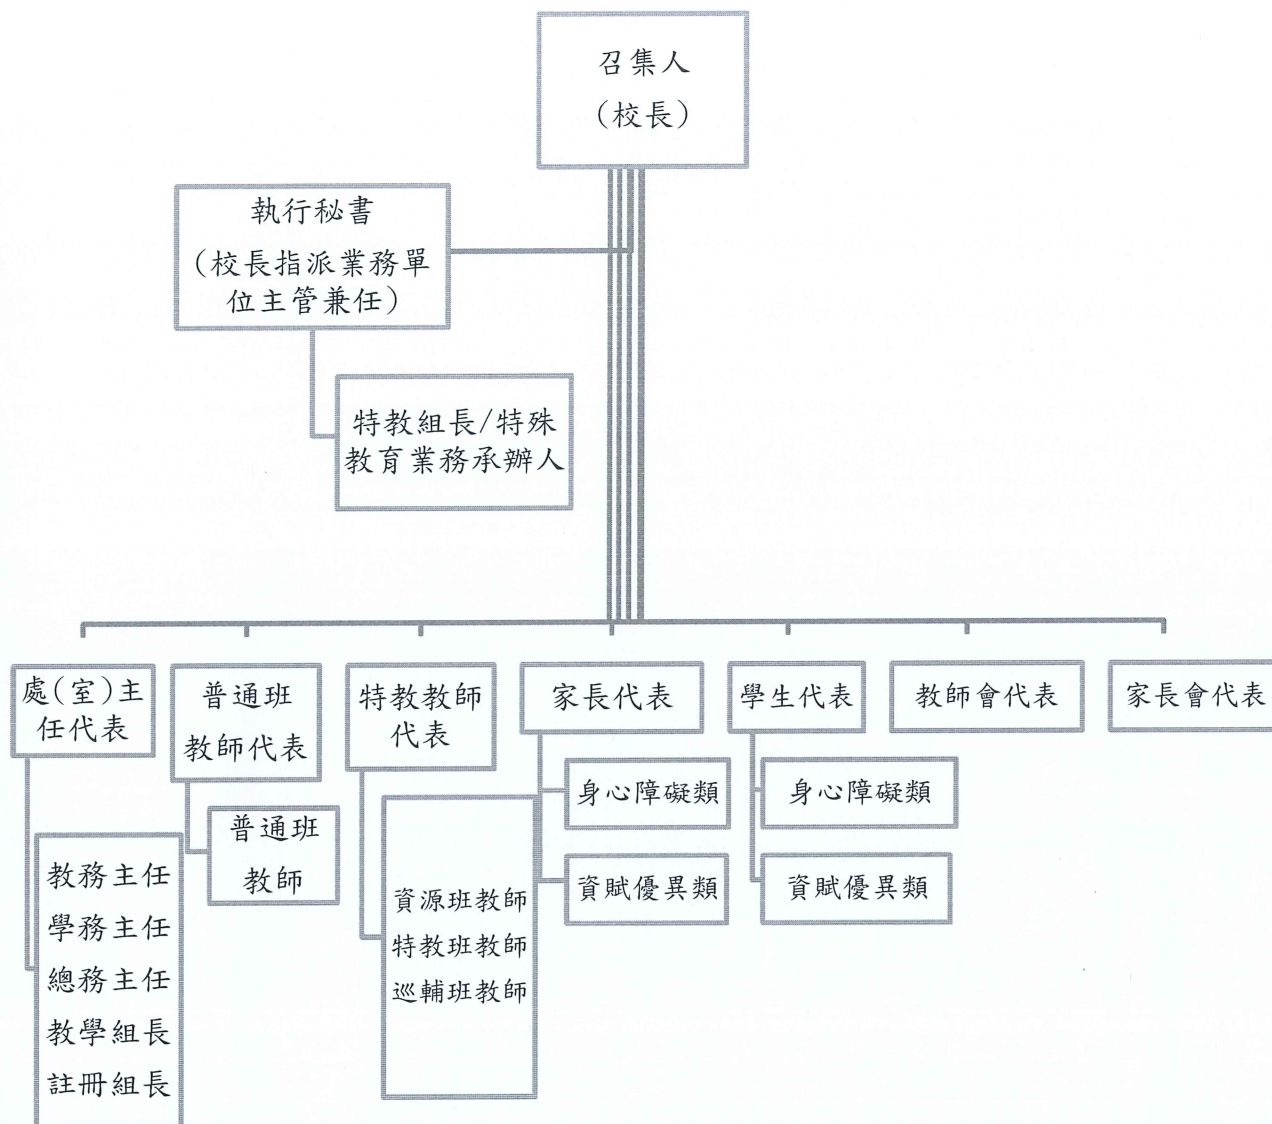 召集人
(校長)
執行秘書
(校長指派業務單
位主管兼任)
特教組長/特殊
教育業務承辦人
處(室)主
任代表
普通班
教師代表
特教教師
代表
家長代表
學生代表
教師會代表
家長會代表
教務主任
學務主任
總務主任
教學組長
註冊組長
普通班
教師
資源班教師
特教班教師
巡輔班教師
身心障礙類
資賦優異類
身心障礙類
資賦優異類